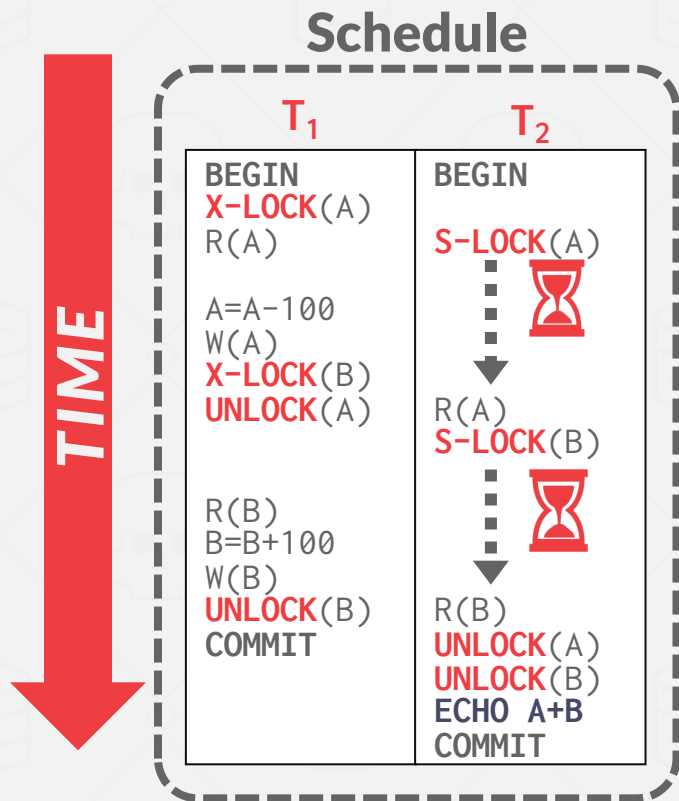 Schedule
TIME
T₁
BEGIN
X-LOCK(A)
R(A)
A=A-100
W(A)
X-LOCK(B)
UNLOCK(A)
R(B)
B=B+100
W(B)
UNLOCK(B)
COMMIT
T₂
BEGIN
S-LOCK(A)
R(A)
S-LOCK(B)
R(B)
UNLOCK(A)
UNLOCK(B)
ECHO A+B
COMMIT